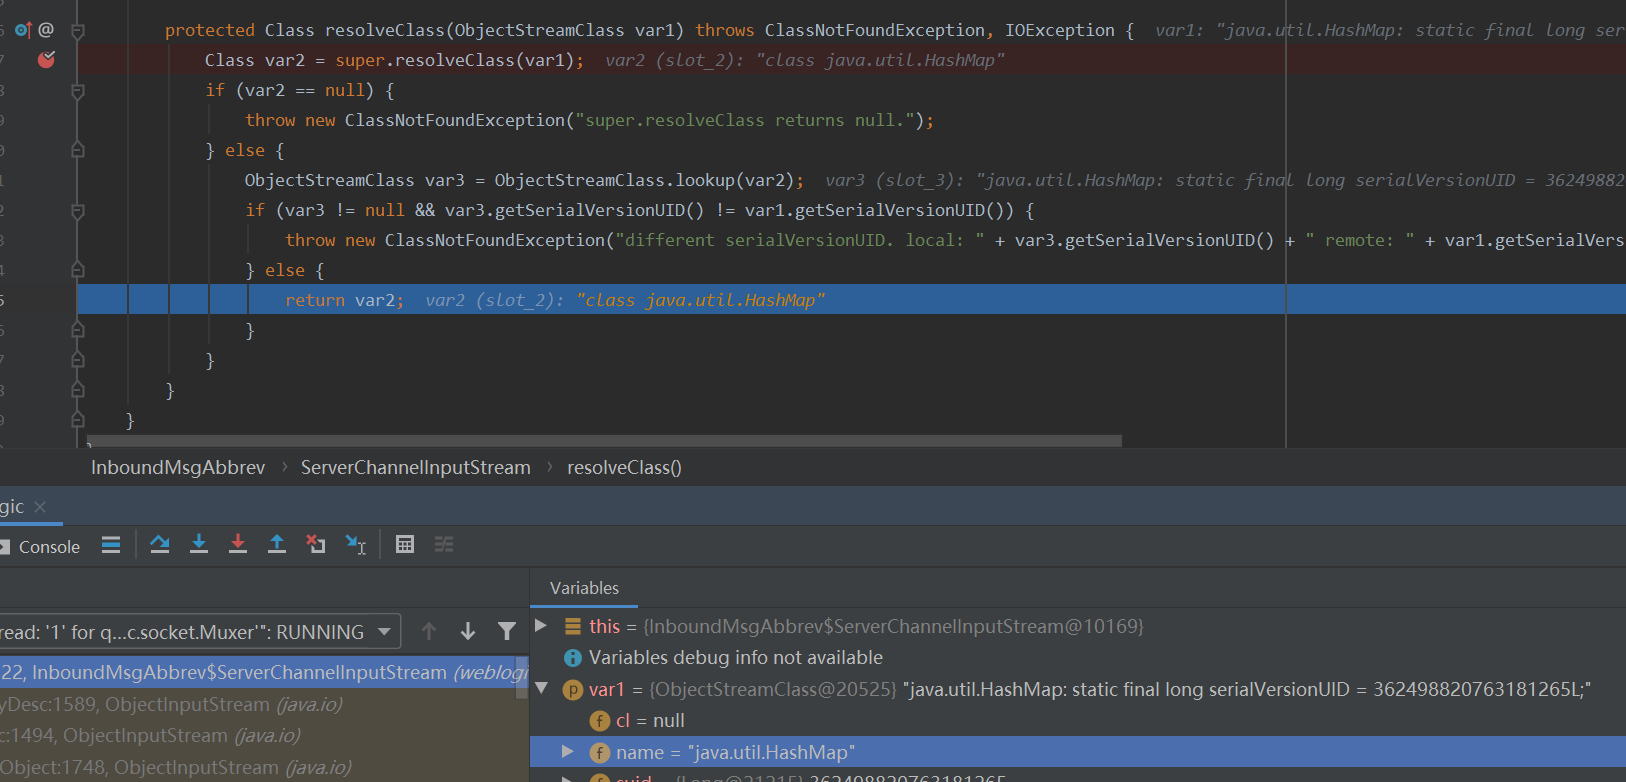 protected Class resolveClass(ObjectStreamClass var1) throws ClassNotFoundException, IOException { var1: "java.util.HashMap: static final long ser
Class var2 = super.resolveClass(var1); var2 (slot_2): "class java.util.HashMap"
if (var2 == null) {
throw new ClassNotFoundException("super.resolveClass returns null.");
} else {
ObjectStreamClass var3 = ObjectStreamClass.lookup(var2); var3 (slot_3): "java.util.HashMap: static final long serialVersionUID = 36249882
if (var3 != null && var3.getSerialVersionUID() != var1.getSerialVersionUID()) {
throw new ClassNotFoundException("different serialVersionUID. local: " + var3.getSerialVersionUID() + " remote: " + var1.getSerialVers
} else {
return var2; var2 (slot_2): "class java.util.HashMap"
}
}
}
}
InboundMsgAbbrev › ServerChannelInputStream › resolveClass()
gic ×
Console
Variables
read: '1' for q...c.socket.Muxer'": RUNNING
this = {InboundMsgAbbrev$ServerChannelInputStream@10169}
22, InboundMsgAbbrev$ServerChannelInputStream (weblogi
Variables debug info not available
yDesc:1589, ObjectInputStream (java.io)
var1 = {ObjectStreamClass@20525} "java.util.HashMap: static final long serialVersionUID = 362498820763181265L;"
c:1494, ObjectInputStream (java.io)
cl = null
Object:1748, ObjectInputStream (java.io)
name = "java.util.HashMap"
suid = {Long@21215} 362498820763181265